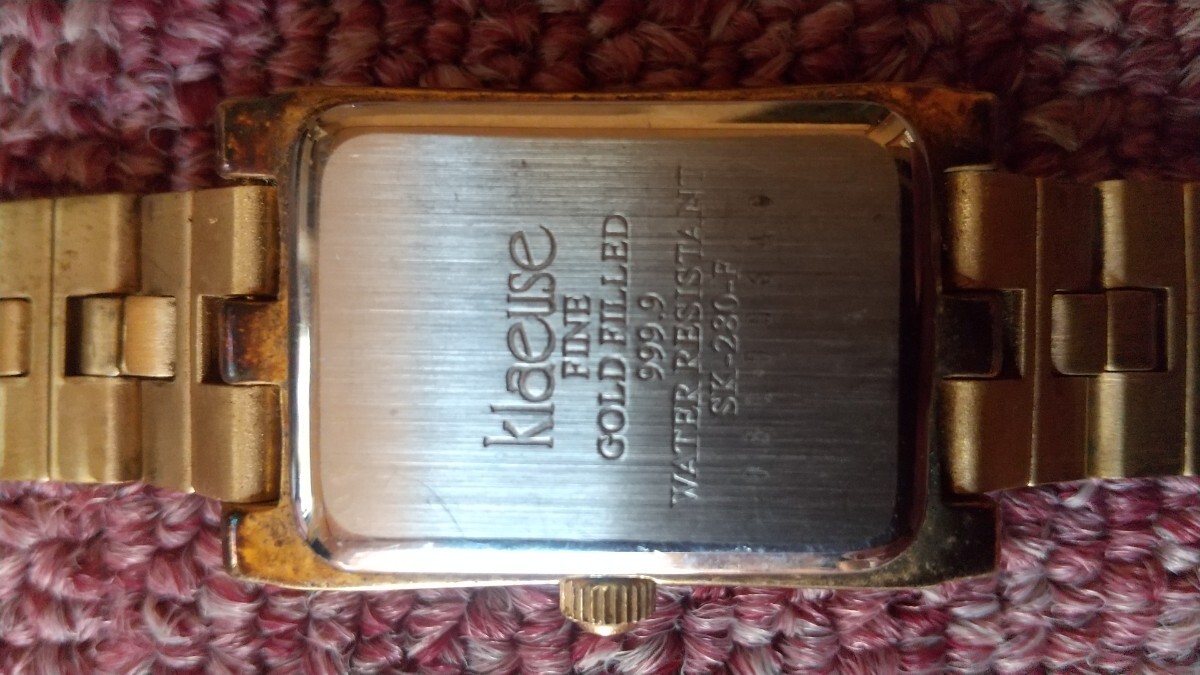 klaeuse
FINE
GOLD FILLED
999.9
WATER RESISTANT
SK-280-F